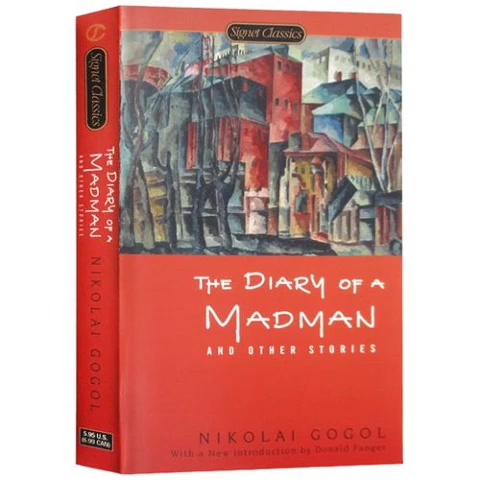 Signet Classics
THE DIARY OF A
MADMAN
AND OTHER STORIES
NIKOLAI GOGOL
5.95 U.S.
(6.99 CAN)
Signet Classics
THE DIARY OF A
MADMAN
AND OTHER STORIES
NIKOLAI GOGOL
With a New Introduction by Donald Fanger